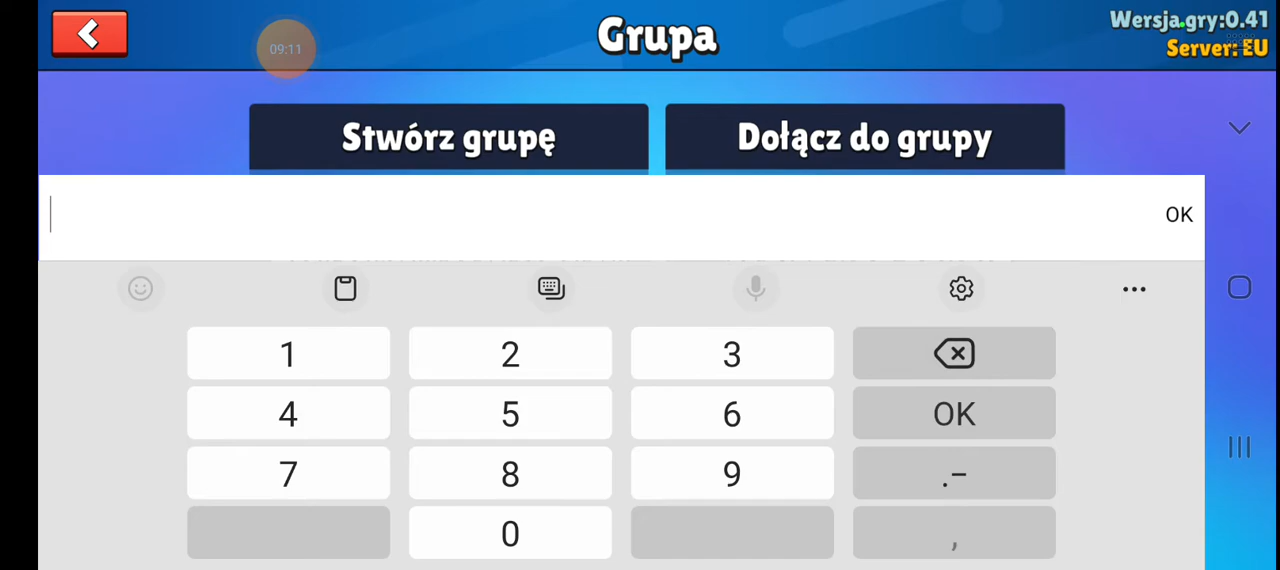 09:11
Grupa
Wersja gry:0.41
Server: EU
Stwórz grupę
Dołącz do grupy
OK
1 2 3
4 5 6 OK
7 8 9 .-
0 ,